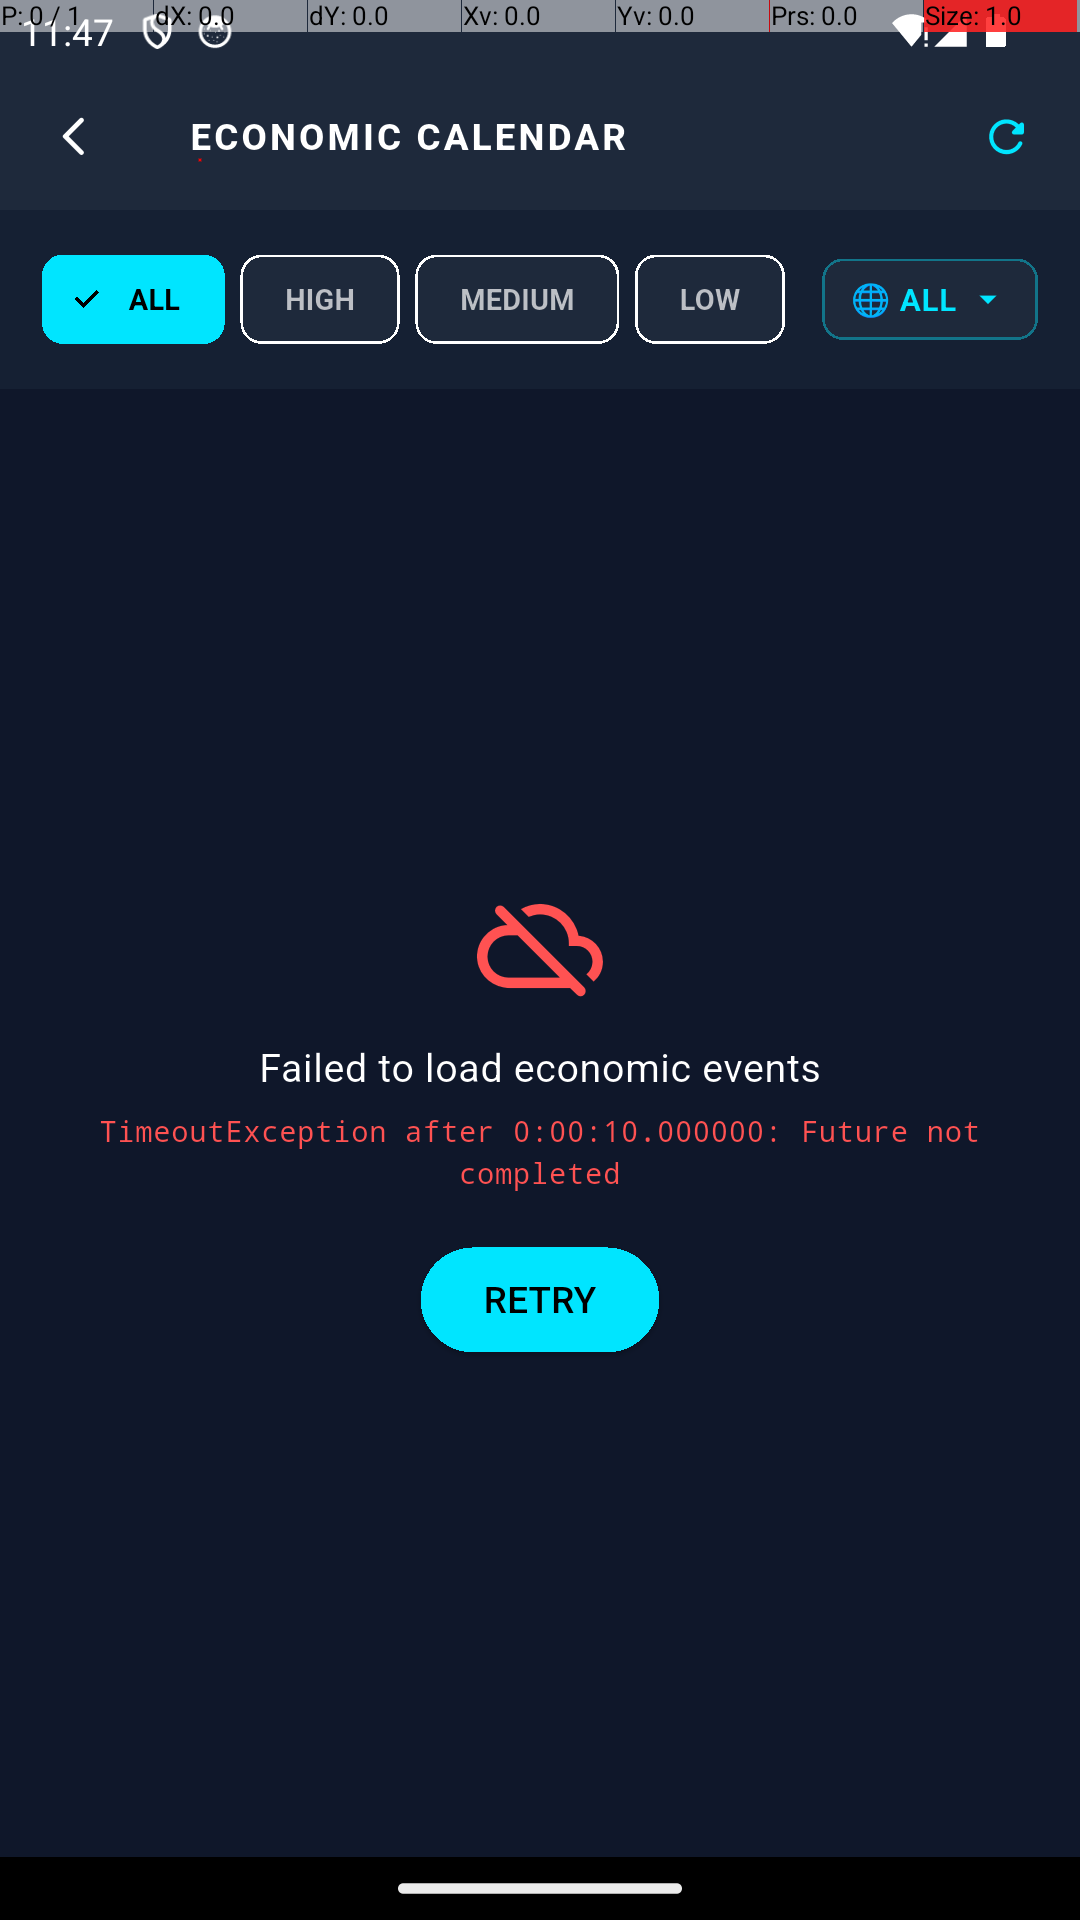 P: 0 / 1 dX: 0.0 dY: 0.0 Xv: 0.0 Yv: 0.0 Prs: 0.0 Size: 1.0
11:47
ECONOMIC CALENDAR
ALL HIGH MEDIUM LOW ALL
Failed to load economic events
TimeoutException after 0:00:10.000000: Future not
completed
RETRY